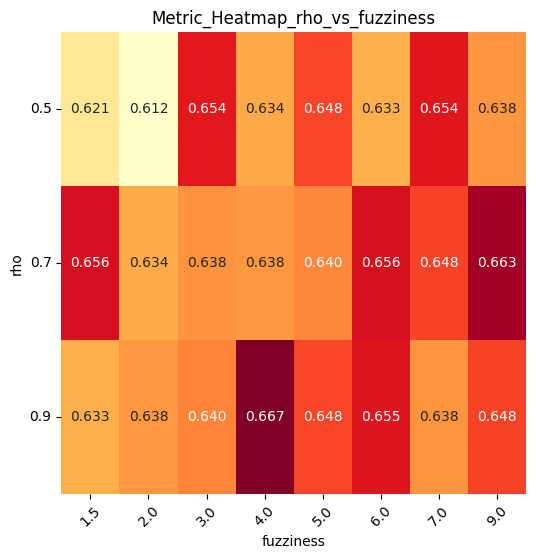 Metric_Heatmap_rho_vs_fuzziness
0.5 0.621 0.612 0.654 0.634 0.648 0.633 0.654 0.638
rho
0.7 0.656 0.634 0.638 0.638 0.640 0.656 0.648 0.663
0.9 0.633 0.638 0.640 0.667 0.648 0.655 0.638 0.648
1.5 2.0 3.0 4.0 5.0 6.0 7.0 9.0
fuzziness